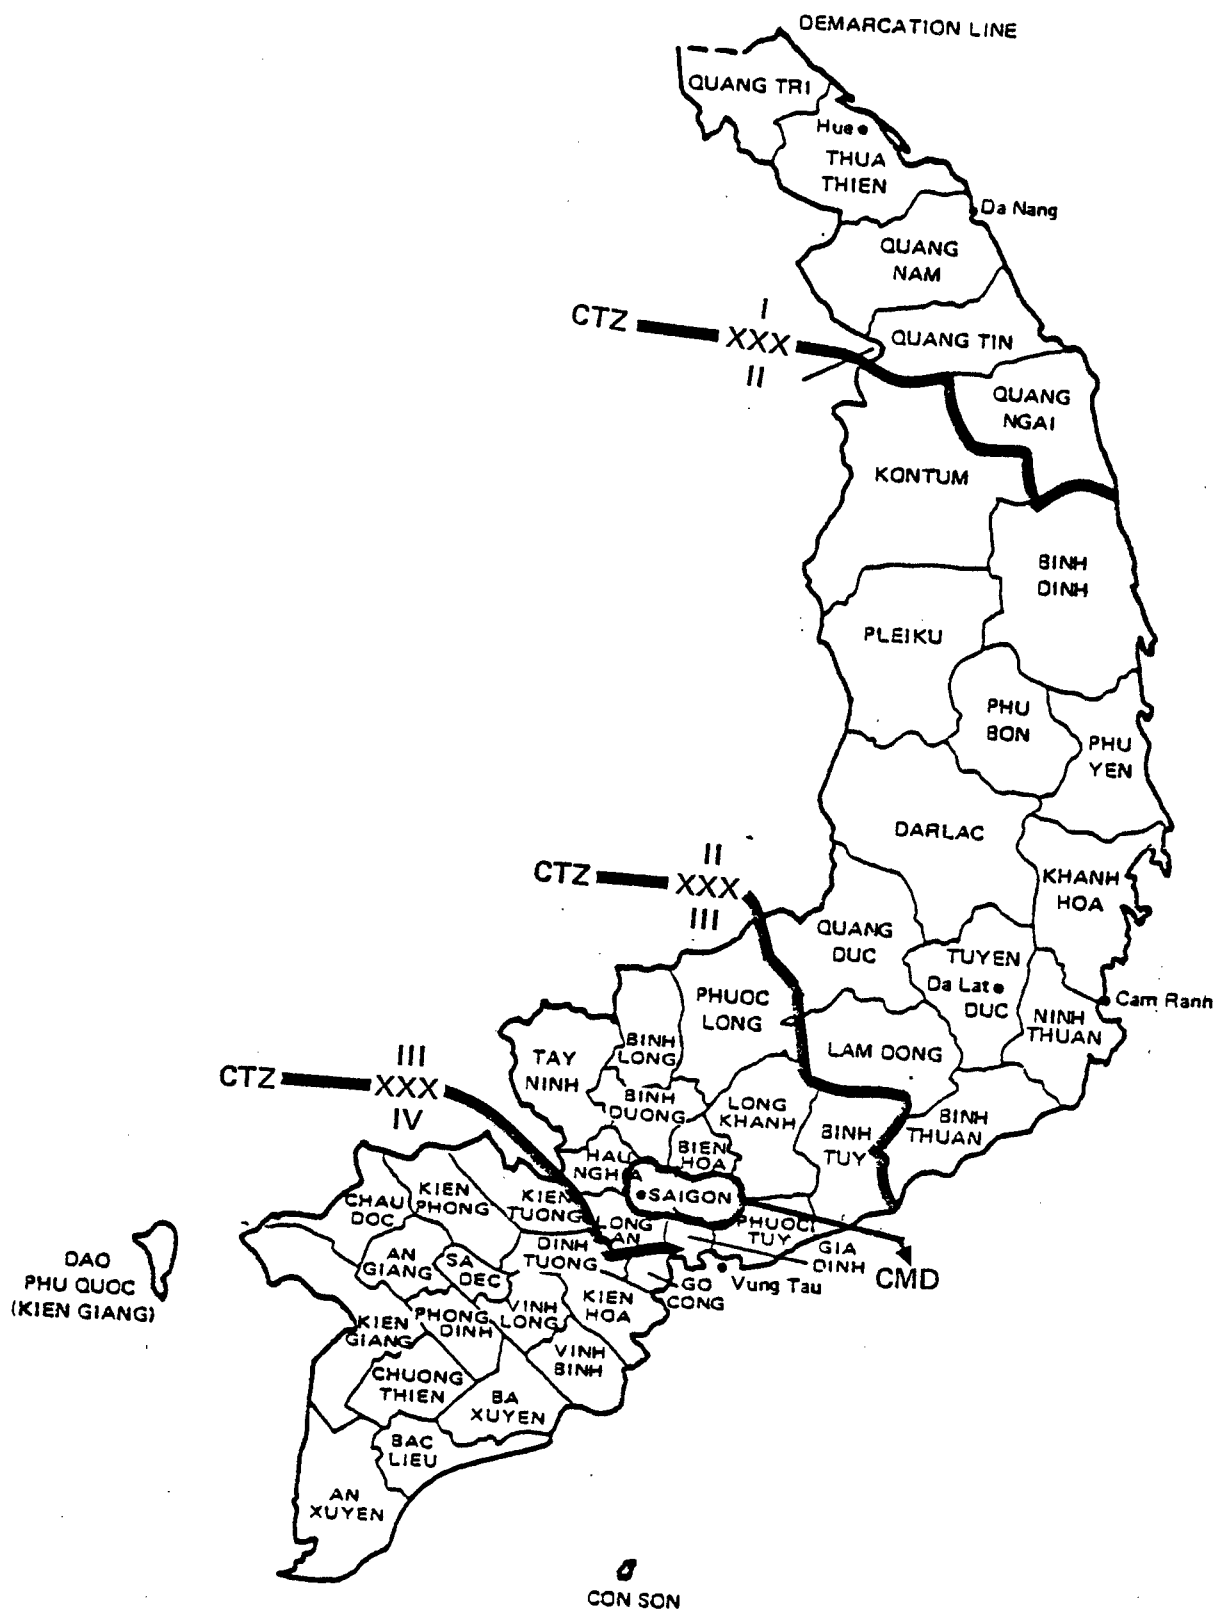 DEMARCATION LINE
QUANG TRI
Hue
THUA
THIEN
Da Nang
QUANG
NAM
I
CTZ XXX
II
QUANG TIN
QUANG
NGAI
KONTUM
BINH
DINH
PLEIKU
PHU
BON
PHU
YEN
DARLAC
II
CTZ XXX
III
KHANH
HOA
QUANG
DUC
TUYEN
Da Lat
DUC
Cam Ranh
PHUOC
LONG
NINH
THUAN
BINH
LONG
LAM DONG
TAY
NINH
III
CTZ XXX
IV
BINH
DUONG
LONG
KHANH
BINH
TUY
BINH
THUAN
BIEN
HOA
HAU
NGHIA
SAIGON
CHAU
DOC
KIEN
PHONG
KIEN
TUONG
LONG
AN
PHUOC
TUY
GIA
DINH
CMD
DINH
TUONG
AN
GIANG
SA
DEC
GO
CONG
Vung Tau
DAO
PHU QUOC
(KIEN GIANG)
KIEN
GIANG
PHONG
DINH
VINH
LONG
KIEN
HOA
VINH
BINH
CHUONG
THIEN
BA
XUYEN
BAC
LIEU
AN
XUYEN
CON SON